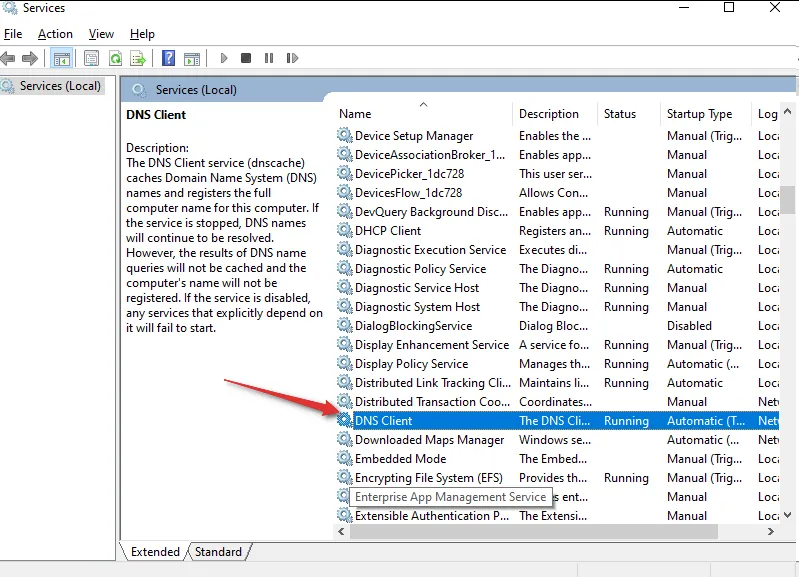 Services
File Action View Help
Services (Local)
Services (Local)
DNS Client
Description:
The DNS Client service (dnscache)
caches Domain Name System (DNS)
names and registers the full
computer name for this computer. If
the service is stopped, DNS names
will continue to be resolved.
However, the results of DNS name
queries will not be cached and the
computer's name will not be
registered. If the service is disabled,
any services that explicitly depend on
it will fail to start.
Name Description Status Startup Type Log
Device Setup Manager Enables the ... Manual (Trig... Loca
DeviceAssociationBroker_1... Enables app... Manual Loca
DevicePicker_1dc728 This user ser... Manual Loca
DevicesFlow_1dc728 Allows Con... Manual Loca
DevQuery Background Disc... Enables app... Running Manual (Trig... Loca
DHCP Client Registers an... Running Automatic Loca
Diagnostic Execution Service Executes di... Manual (Trig... Loca
Diagnostic Policy Service The Diagno... Running Automatic Loca
Diagnostic Service Host The Diagno... Running Manual Loca
Diagnostic System Host The Diagno... Running Manual Loca
DialogBlockingService Dialog Bloc... Disabled Loca
Display Enhancement Service A service fo... Running Manual (Trig... Loca
Display Policy Service Manages th... Running Automatic (... Loca
Distributed Link Tracking Cli... Maintains li... Running Automatic Loca
Distributed Transaction Coo... Coordinates... Manual Netw
DNS Client The DNS Cli... Running Automatic (T... Netw
Downloaded Maps Manager Windows se... Automatic (... Netw
Embedded Mode The Embed... Manual (Trig... Loca
Encrypting File System (EFS) Provides th... Running Manual (Trig... Loca
Enterprise App Management Service es ent... Manual Loca
Extensible Authentication P... The Extensi... Manual Loca
Extended Standard